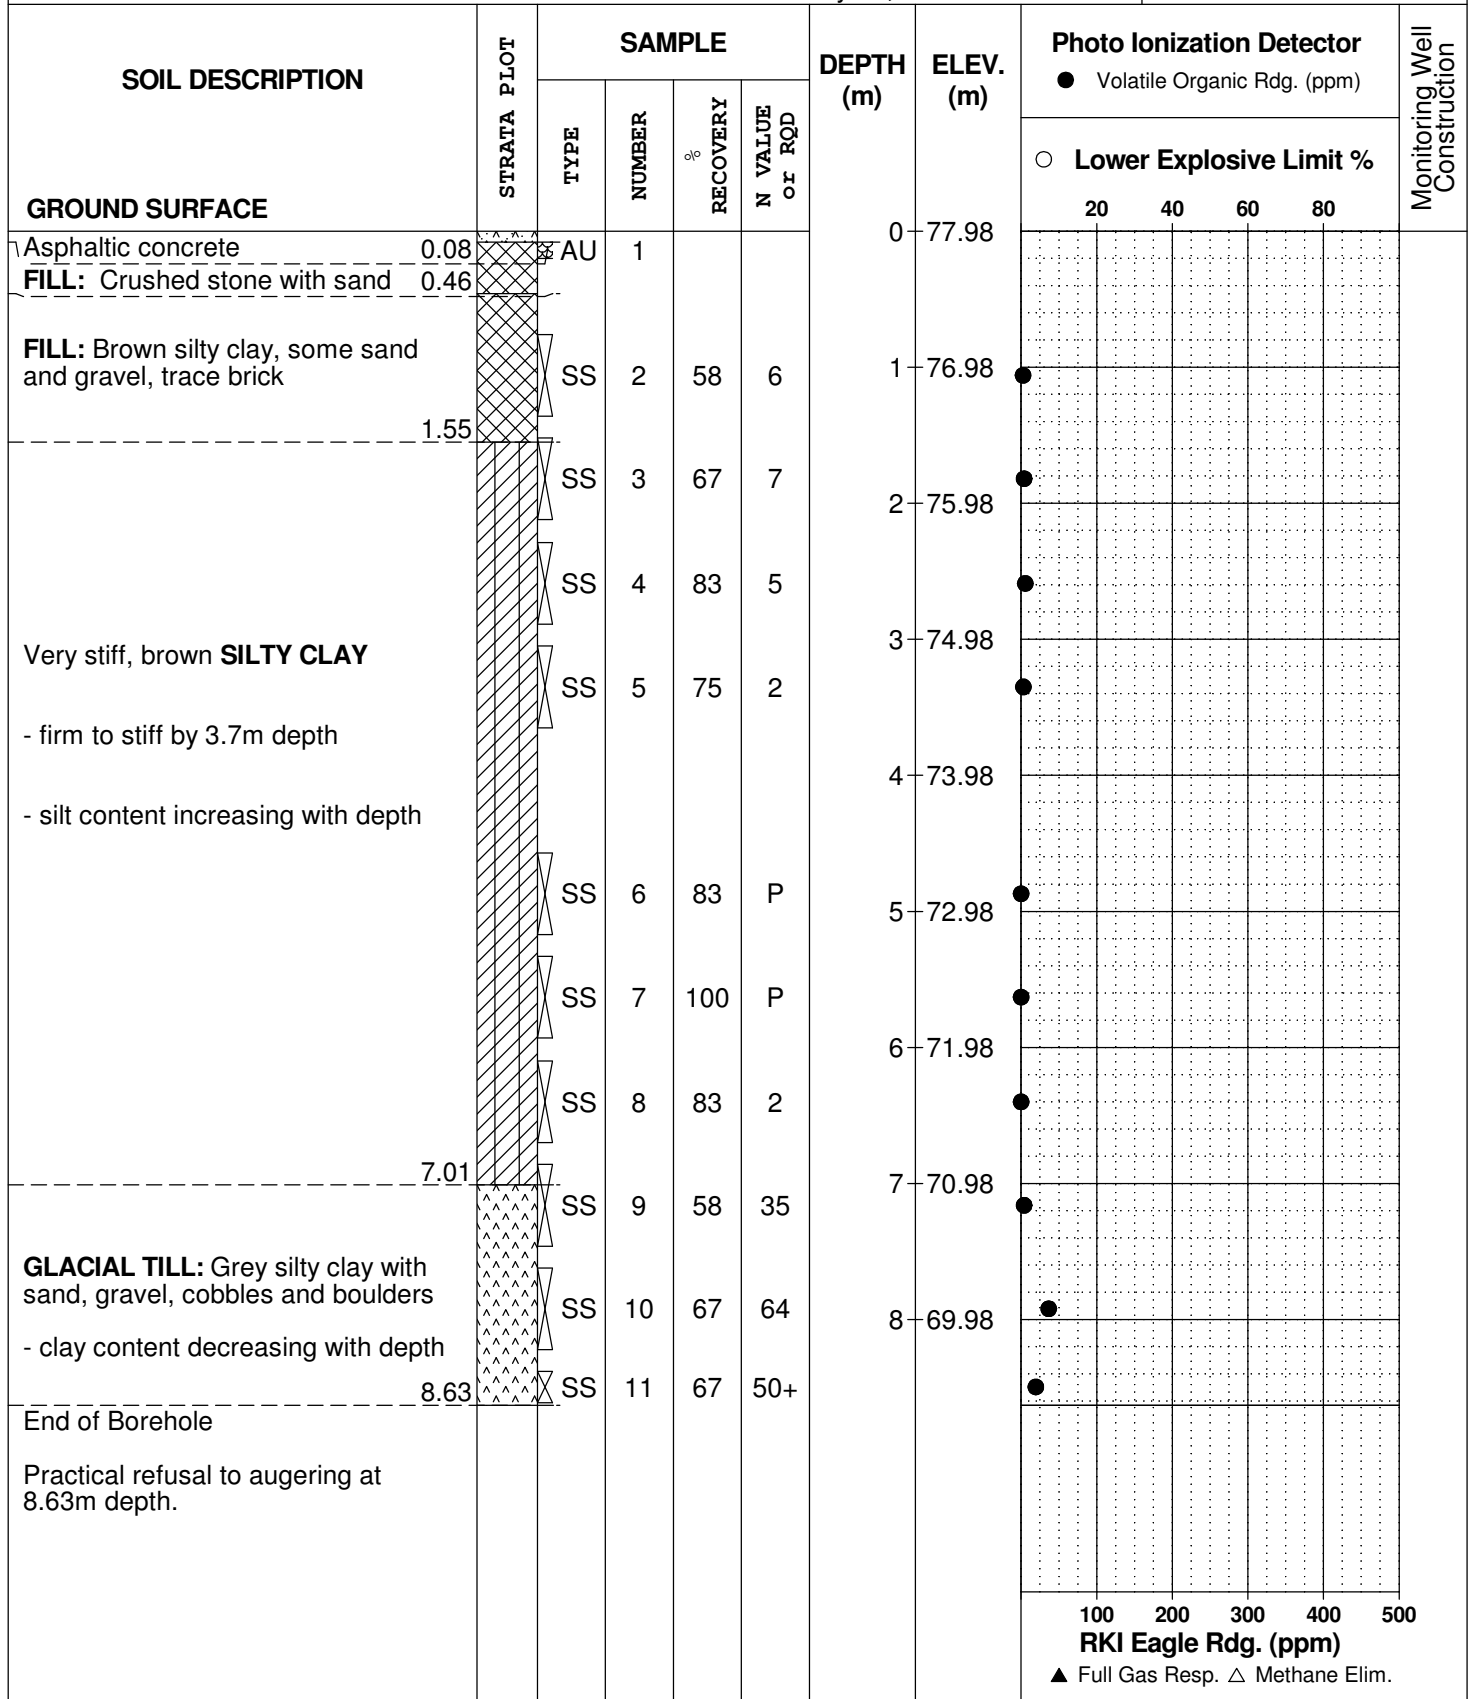 SOIL DESCRIPTION
GROUND SURFACE
STRATA PLOT
SAMPLE
TYPE
NUMBER
% RECOVERY
N VALUE or RQD
DEPTH (m)
ELEV. (m)
Photo Ionization Detector
● Volatile Organic Rdg. (ppm)
○ Lower Explosive Limit %
20 40 60 80
Monitoring Well Construction
0 77.98
Asphaltic concrete 0.08 AU 1
FILL: Crushed stone with sand 0.46
FILL: Brown silty clay, some sand
and gravel, trace brick
SS 2 58 6
1 76.98
1.55
SS 3 67 7
2 75.98
SS 4 83 5
3 74.98
Very stiff, brown SILTY CLAY
SS 5 75 2
- firm to stiff by 3.7m depth
4 73.98
- silt content increasing with depth
SS 6 83 P
5 72.98
SS 7 100 P
6 71.98
SS 8 83 2
7.01
7 70.98
SS 9 58 35
GLACIAL TILL: Grey silty clay with
sand, gravel, cobbles and boulders
SS 10 67 64
8 69.98
- clay content decreasing with depth
8.63
SS 11 67 50+
End of Borehole
Practical refusal to augering at
8.63m depth.
100 200 300 400 500
RKI Eagle Rdg. (ppm)
▲ Full Gas Resp. △ Methane Elim.